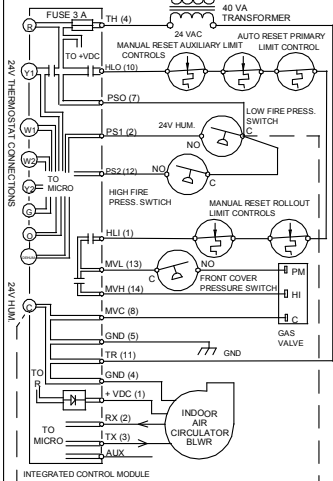 40 VA
TRANSFORMER
FUSE 3 A
TH (4)
R
24 VAC
AUTO RESET PRIMARY
LIMIT CONTROL
MANUAL RESET AUXILIARY LIMIT
CONTROLS
TO +VDC
HLO (10)
Y1
PSO (7)
LOW FIRE PRESS.
SWITCH
24V HUM.
C
W1
PS1 (2)
NO
W2
TO
MICRO
PS2 (12)
NO
C
Y2
HIGH FIRE
PRESS. SWTICH
24V THERMOSTAT CONNECTIONS
G
MANUAL RESET ROLLOUT
LIMIT CONTROLS
O
HLI (1)
MVL (13)
NO
C
FRONT COVER
PRESSURE SWITCH
PM
MVH (14)
HI
24V HUM.
C
MVC (8)
C
GND (5)
GAS
VALVE
GND
TR (11)
TO
R
GND (4)
+ VDC (1)
RX (2)
INDOOR
AIR
CIRCULATOR
BLWR
TO
MICRO
TX (3)
AUX
INTEGRATED CONTROL MODULE